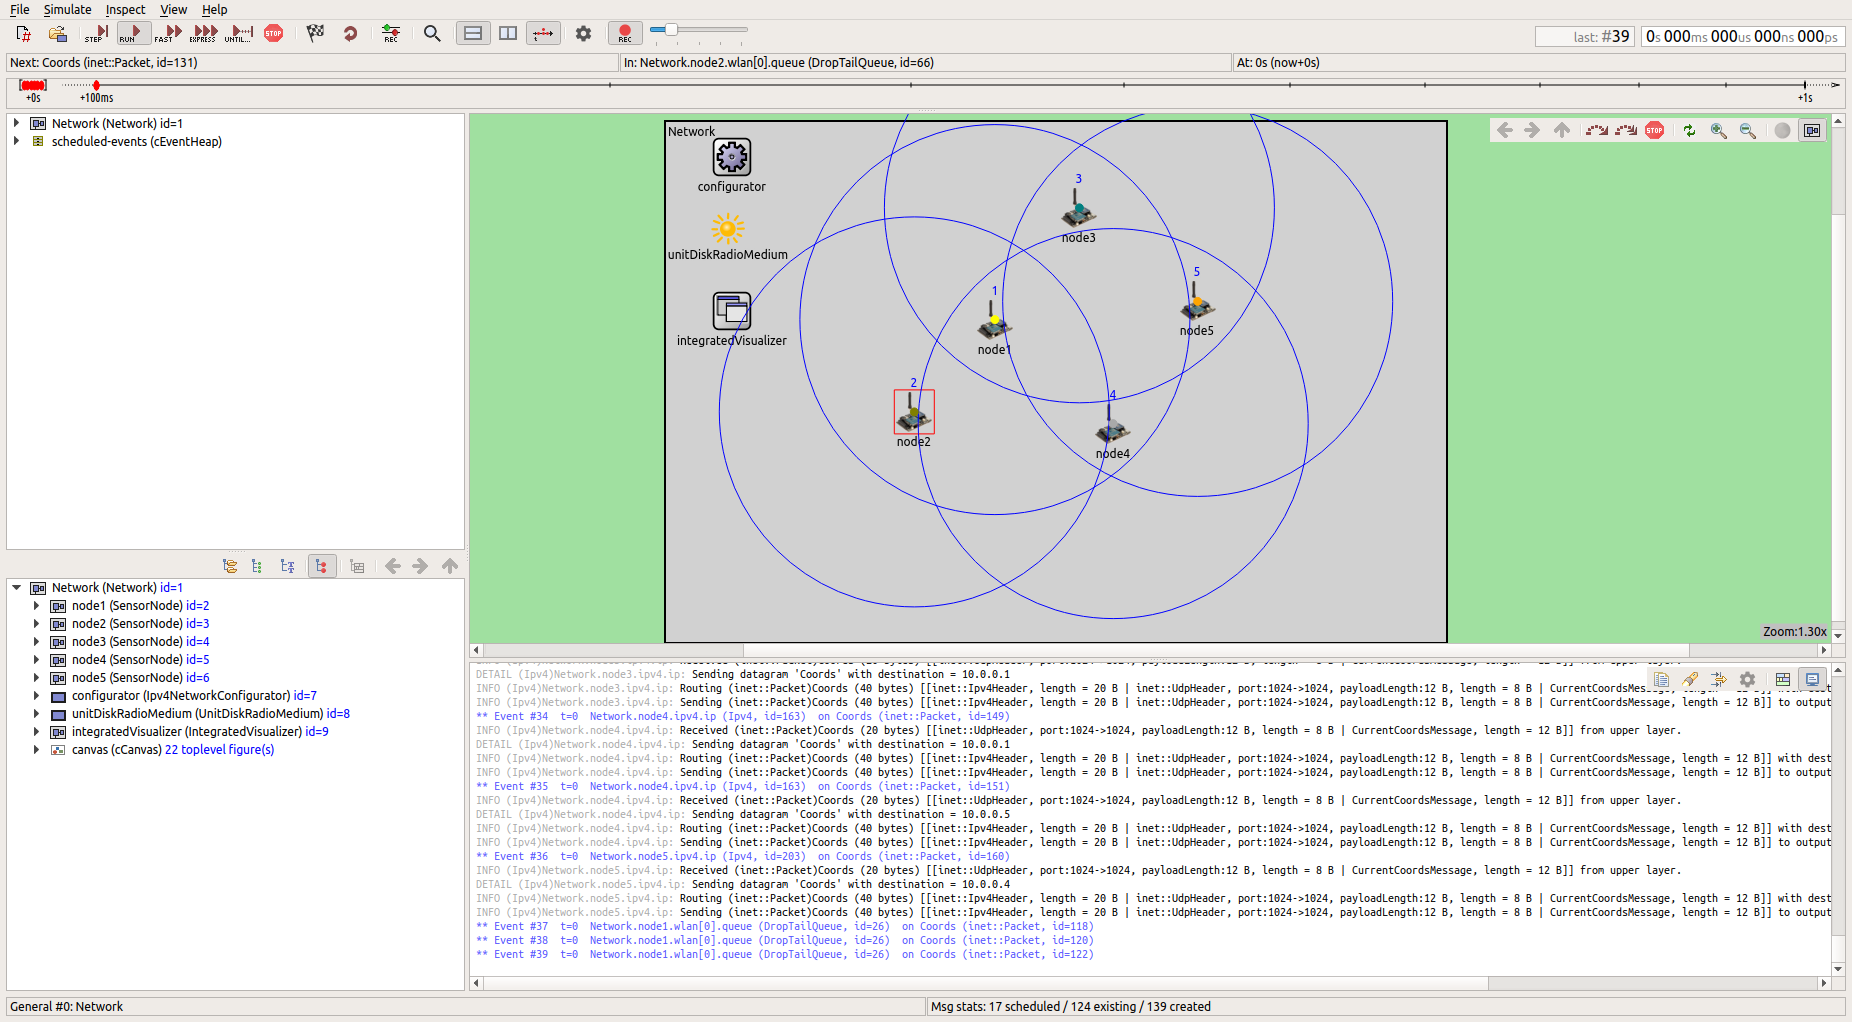 File Simulate Inspect View Help
STEP RUN FAST EXPRESS UNTIL... STOP REC REC last: #39 0s 000ms 000us 000ns 000ps
Next: Coords (inet::Packet, id=131) In: Network.node2.wlan[0].queue (DropTailQueue, id=66) At: 0s (now+0s)
+0s +100ms +1s
Network (Network) id=1
scheduled-events (cEventHeap)
Network (Network) id=1
node1 (SensorNode) id=2
node2 (SensorNode) id=3
node3 (SensorNode) id=4
node4 (SensorNode) id=5
node5 (SensorNode) id=6
configurator (Ipv4NetworkConfigurator) id=7
unitDiskRadioMedium (UnitDiskRadioMedium) id=8
integratedVisualizer (IntegratedVisualizer) id=9
canvas (cCanvas) 22 toplevel figure(s)
Network
STOP
configurator
unitDiskRadioMedium
integratedVisualizer
3
node3
5
node5
1
node1
2
node2
4
node4
Zoom:1.30x
DETAIL (Ipv4)Network.node3.ipv4.ip: Sending datagram 'Coords' with destination = 10.0.0.1
INFO (Ipv4)Network.node3.ipv4.ip: Routing (inet::Packet)Coords (40 bytes) [[inet::Ipv4Header, length = 20 B | inet::UdpHeader, port:1024->1024, payloadLength:12 B, length = 8 B | CurrentCoordsMessage, length = 12 B]] with dest
INFO (Ipv4)Network.node3.ipv4.ip: Sending (inet::Packet)Coords (40 bytes) [[inet::Ipv4Header, length = 20 B | inet::UdpHeader, port:1024->1024, payloadLength:12 B, length = 8 B | CurrentCoordsMessage, length = 12 B]] to output
** Event #34 t=0 Network.node4.ipv4.ip (Ipv4, id=163) on Coords (inet::Packet, id=149)
INFO (Ipv4)Network.node4.ipv4.ip: Received (inet::Packet)Coords (20 bytes) [[inet::UdpHeader, port:1024->1024, payloadLength:12 B, length = 8 B | CurrentCoordsMessage, length = 12 B]] from upper layer.
DETAIL (Ipv4)Network.node4.ipv4.ip: Sending datagram 'Coords' with destination = 10.0.0.1
INFO (Ipv4)Network.node4.ipv4.ip: Routing (inet::Packet)Coords (40 bytes) [[inet::Ipv4Header, length = 20 B | inet::UdpHeader, port:1024->1024, payloadLength:12 B, length = 8 B | CurrentCoordsMessage, length = 12 B]] with dest
INFO (Ipv4)Network.node4.ipv4.ip: Sending (inet::Packet)Coords (40 bytes) [[inet::Ipv4Header, length = 20 B | inet::UdpHeader, port:1024->1024, payloadLength:12 B, length = 8 B | CurrentCoordsMessage, length = 12 B]] to output
** Event #35 t=0 Network.node4.ipv4.ip (Ipv4, id=163) on Coords (inet::Packet, id=151)
INFO (Ipv4)Network.node4.ipv4.ip: Received (inet::Packet)Coords (20 bytes) [[inet::UdpHeader, port:1024->1024, payloadLength:12 B, length = 8 B | CurrentCoordsMessage, length = 12 B]] from upper layer.
DETAIL (Ipv4)Network.node4.ipv4.ip: Sending datagram 'Coords' with destination = 10.0.0.5
INFO (Ipv4)Network.node4.ipv4.ip: Routing (inet::Packet)Coords (40 bytes) [[inet::Ipv4Header, length = 20 B | inet::UdpHeader, port:1024->1024, payloadLength:12 B, length = 8 B | CurrentCoordsMessage, length = 12 B]] with dest
INFO (Ipv4)Network.node4.ipv4.ip: Sending (inet::Packet)Coords (40 bytes) [[inet::Ipv4Header, length = 20 B | inet::UdpHeader, port:1024->1024, payloadLength:12 B, length = 8 B | CurrentCoordsMessage, length = 12 B]] to output
** Event #36 t=0 Network.node5.ipv4.ip (Ipv4, id=203) on Coords (inet::Packet, id=160)
INFO (Ipv4)Network.node5.ipv4.ip: Received (inet::Packet)Coords (20 bytes) [[inet::UdpHeader, port:1024->1024, payloadLength:12 B, length = 8 B | CurrentCoordsMessage, length = 12 B]] from upper layer.
DETAIL (Ipv4)Network.node5.ipv4.ip: Sending datagram 'Coords' with destination = 10.0.0.4
INFO (Ipv4)Network.node5.ipv4.ip: Routing (inet::Packet)Coords (40 bytes) [[inet::Ipv4Header, length = 20 B | inet::UdpHeader, port:1024->1024, payloadLength:12 B, length = 8 B | CurrentCoordsMessage, length = 12 B]] with dest
INFO (Ipv4)Network.node5.ipv4.ip: Sending (inet::Packet)Coords (40 bytes) [[inet::Ipv4Header, length = 20 B | inet::UdpHeader, port:1024->1024, payloadLength:12 B, length = 8 B | CurrentCoordsMessage, length = 12 B]] to output
** Event #37 t=0 Network.node1.wlan[0].queue (DropTailQueue, id=26) on Coords (inet::Packet, id=118)
** Event #38 t=0 Network.node1.wlan[0].queue (DropTailQueue, id=26) on Coords (inet::Packet, id=120)
** Event #39 t=0 Network.node1.wlan[0].queue (DropTailQueue, id=26) on Coords (inet::Packet, id=122)
General #0: Network Msg stats: 17 scheduled / 124 existing / 139 created